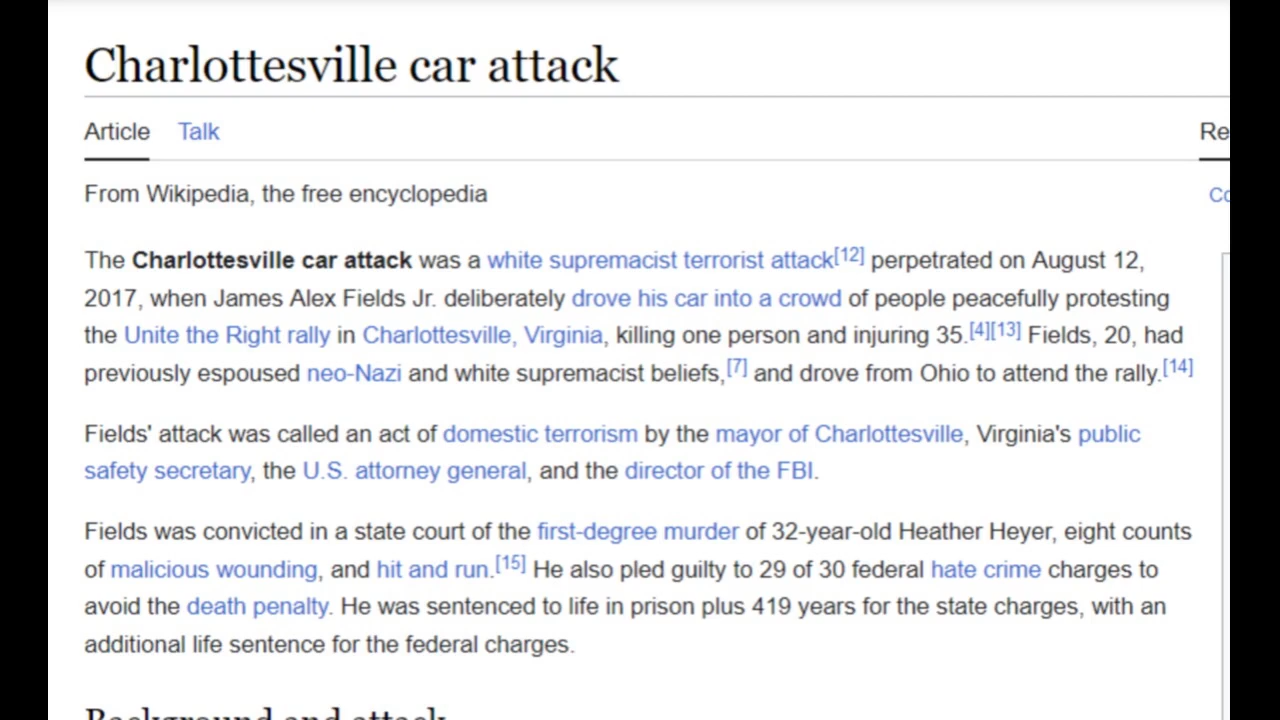 Charlottesville car attack
Article Talk Re
From Wikipedia, the free encyclopedia Co
The Charlottesville car attack was a white supremacist terrorist attack[12] perpetrated on August 12,
2017, when James Alex Fields Jr. deliberately drove his car into a crowd of people peacefully protesting
the Unite the Right rally in Charlottesville, Virginia, killing one person and injuring 35.[4][13] Fields, 20, had
previously espoused neo-Nazi and white supremacist beliefs,[7] and drove from Ohio to attend the rally.[14]
Fields' attack was called an act of domestic terrorism by the mayor of Charlottesville, Virginia's public
safety secretary, the U.S. attorney general, and the director of the FBI.
Fields was convicted in a state court of the first-degree murder of 32-year-old Heather Heyer, eight counts
of malicious wounding, and hit and run.[15] He also pled guilty to 29 of 30 federal hate crime charges to
avoid the death penalty. He was sentenced to life in prison plus 419 years for the state charges, with an
additional life sentence for the federal charges.
Background and attack